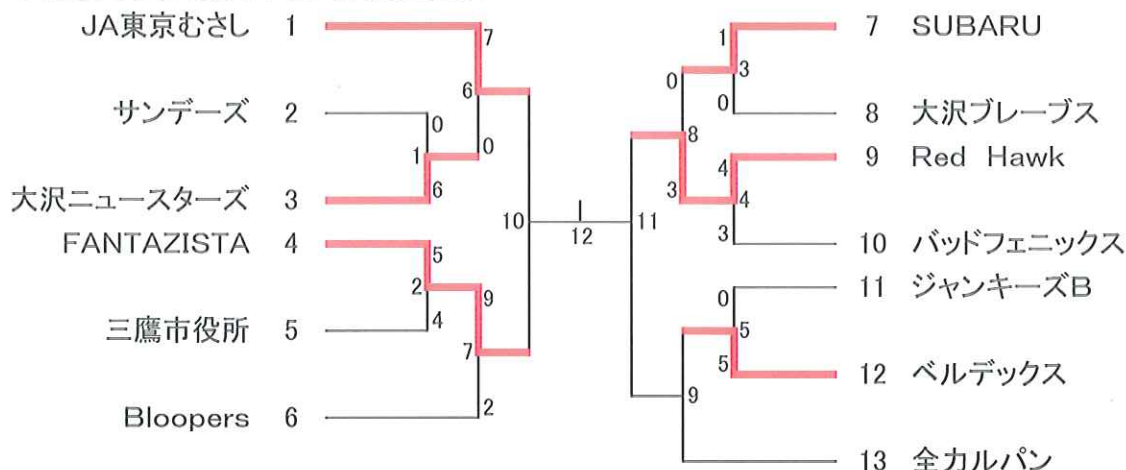 JA東京むさし 1
サンデーズ 2
大沢ニュースターズ 3
FANTAZISTA 4
三鷹市役所 5
Bloopers 6
7
6
0
0
1
6
5
2
9
4
7
2
10
12
11
1
0
3
0
8
4
3
4
3
0
5
5
9
7 SUBARU
8 大沢ブレーブス
9 Red Hawk
10 バッドフェニックス
11 ジャンキーズB
12 ベルデックス
13 全カルパン